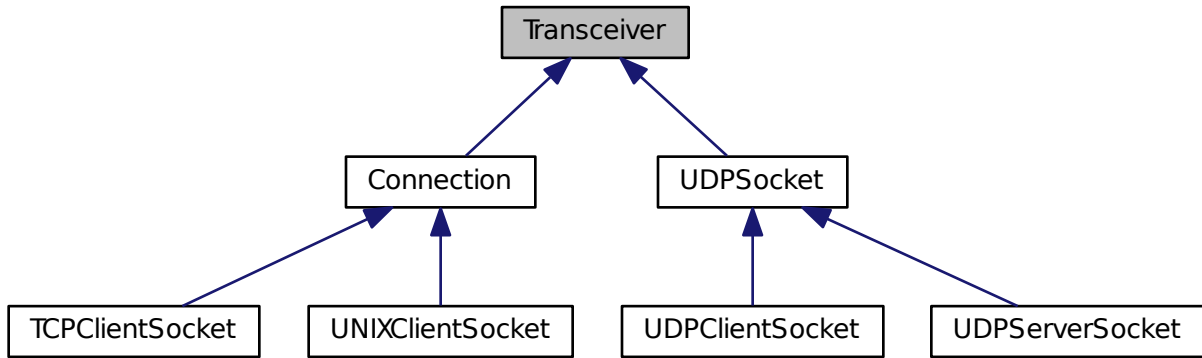 Transceiver
Connection
UDPSocket
TCPClientSocket
UNIXClientSocket
UDPClientSocket
UDPServerSocket